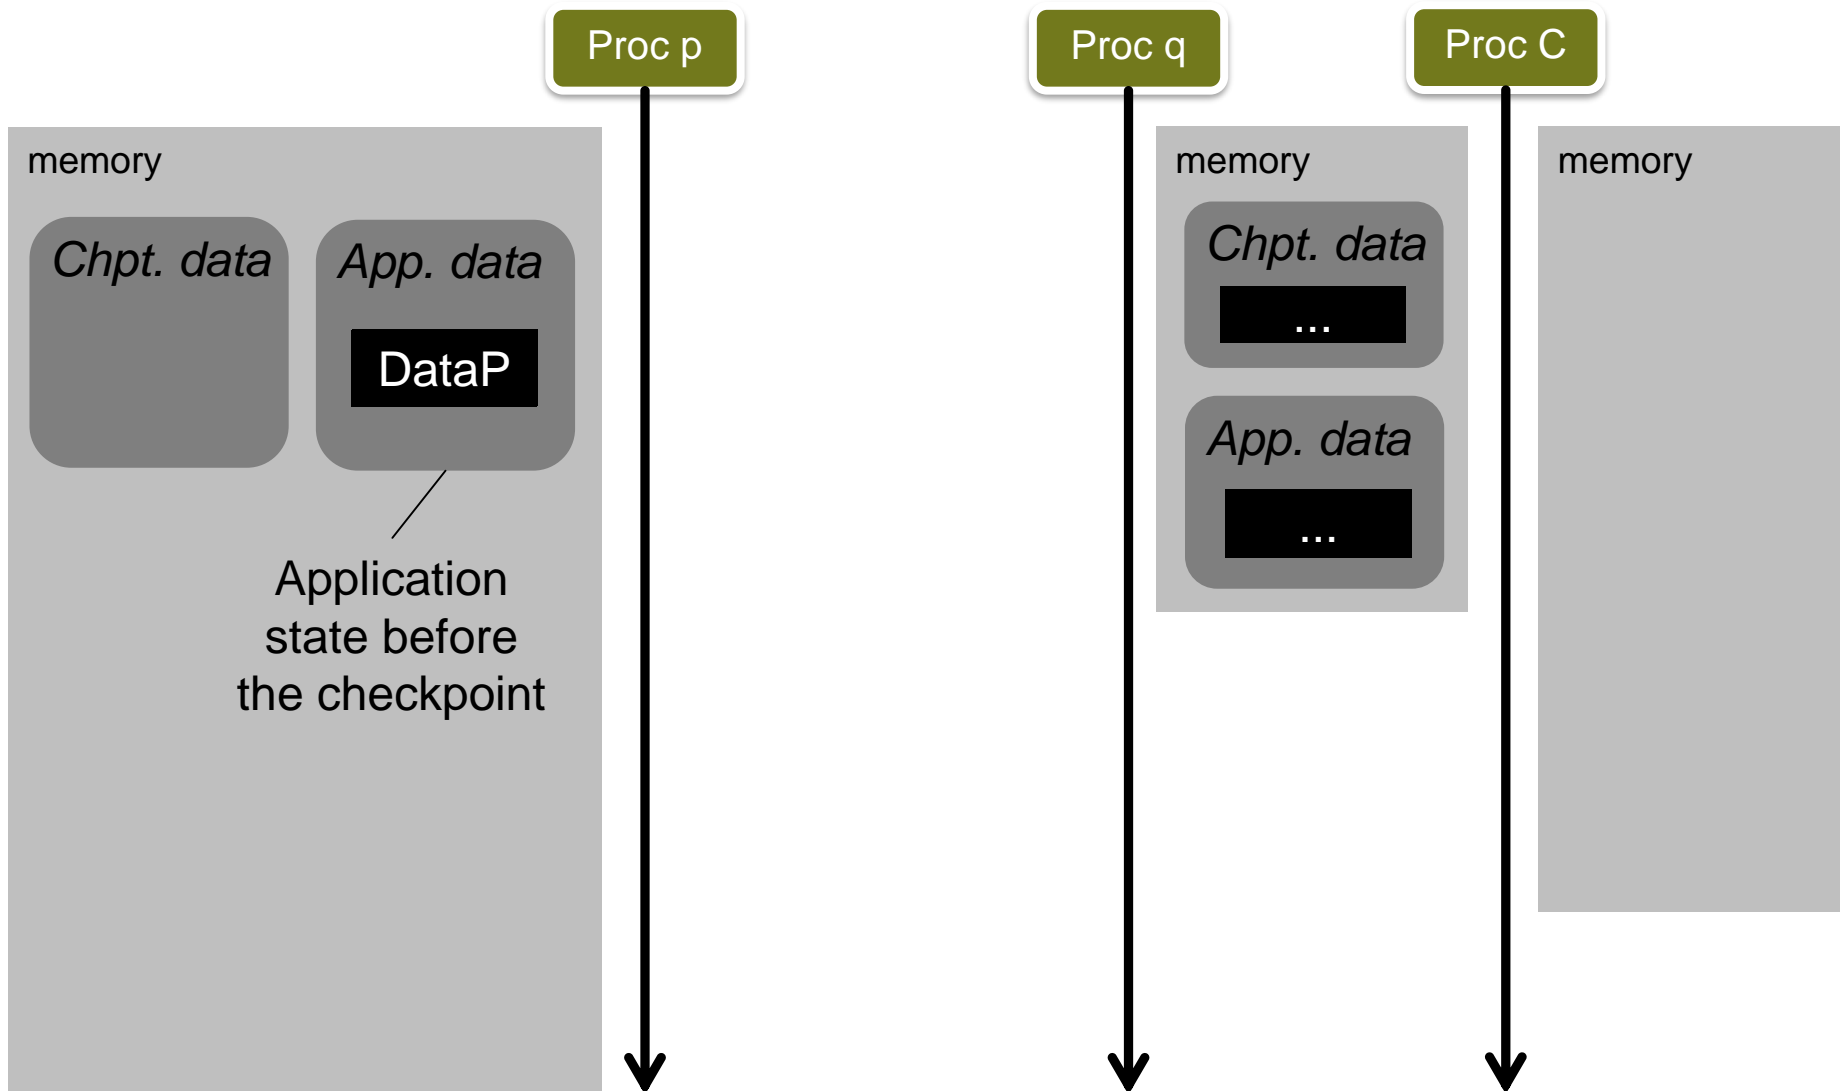 Proc p
Proc q
Proc C
memory
Chpt. data
App. data
DataP
Application
state before
the checkpoint
memory
Chpt. data
...
App. data
...
memory